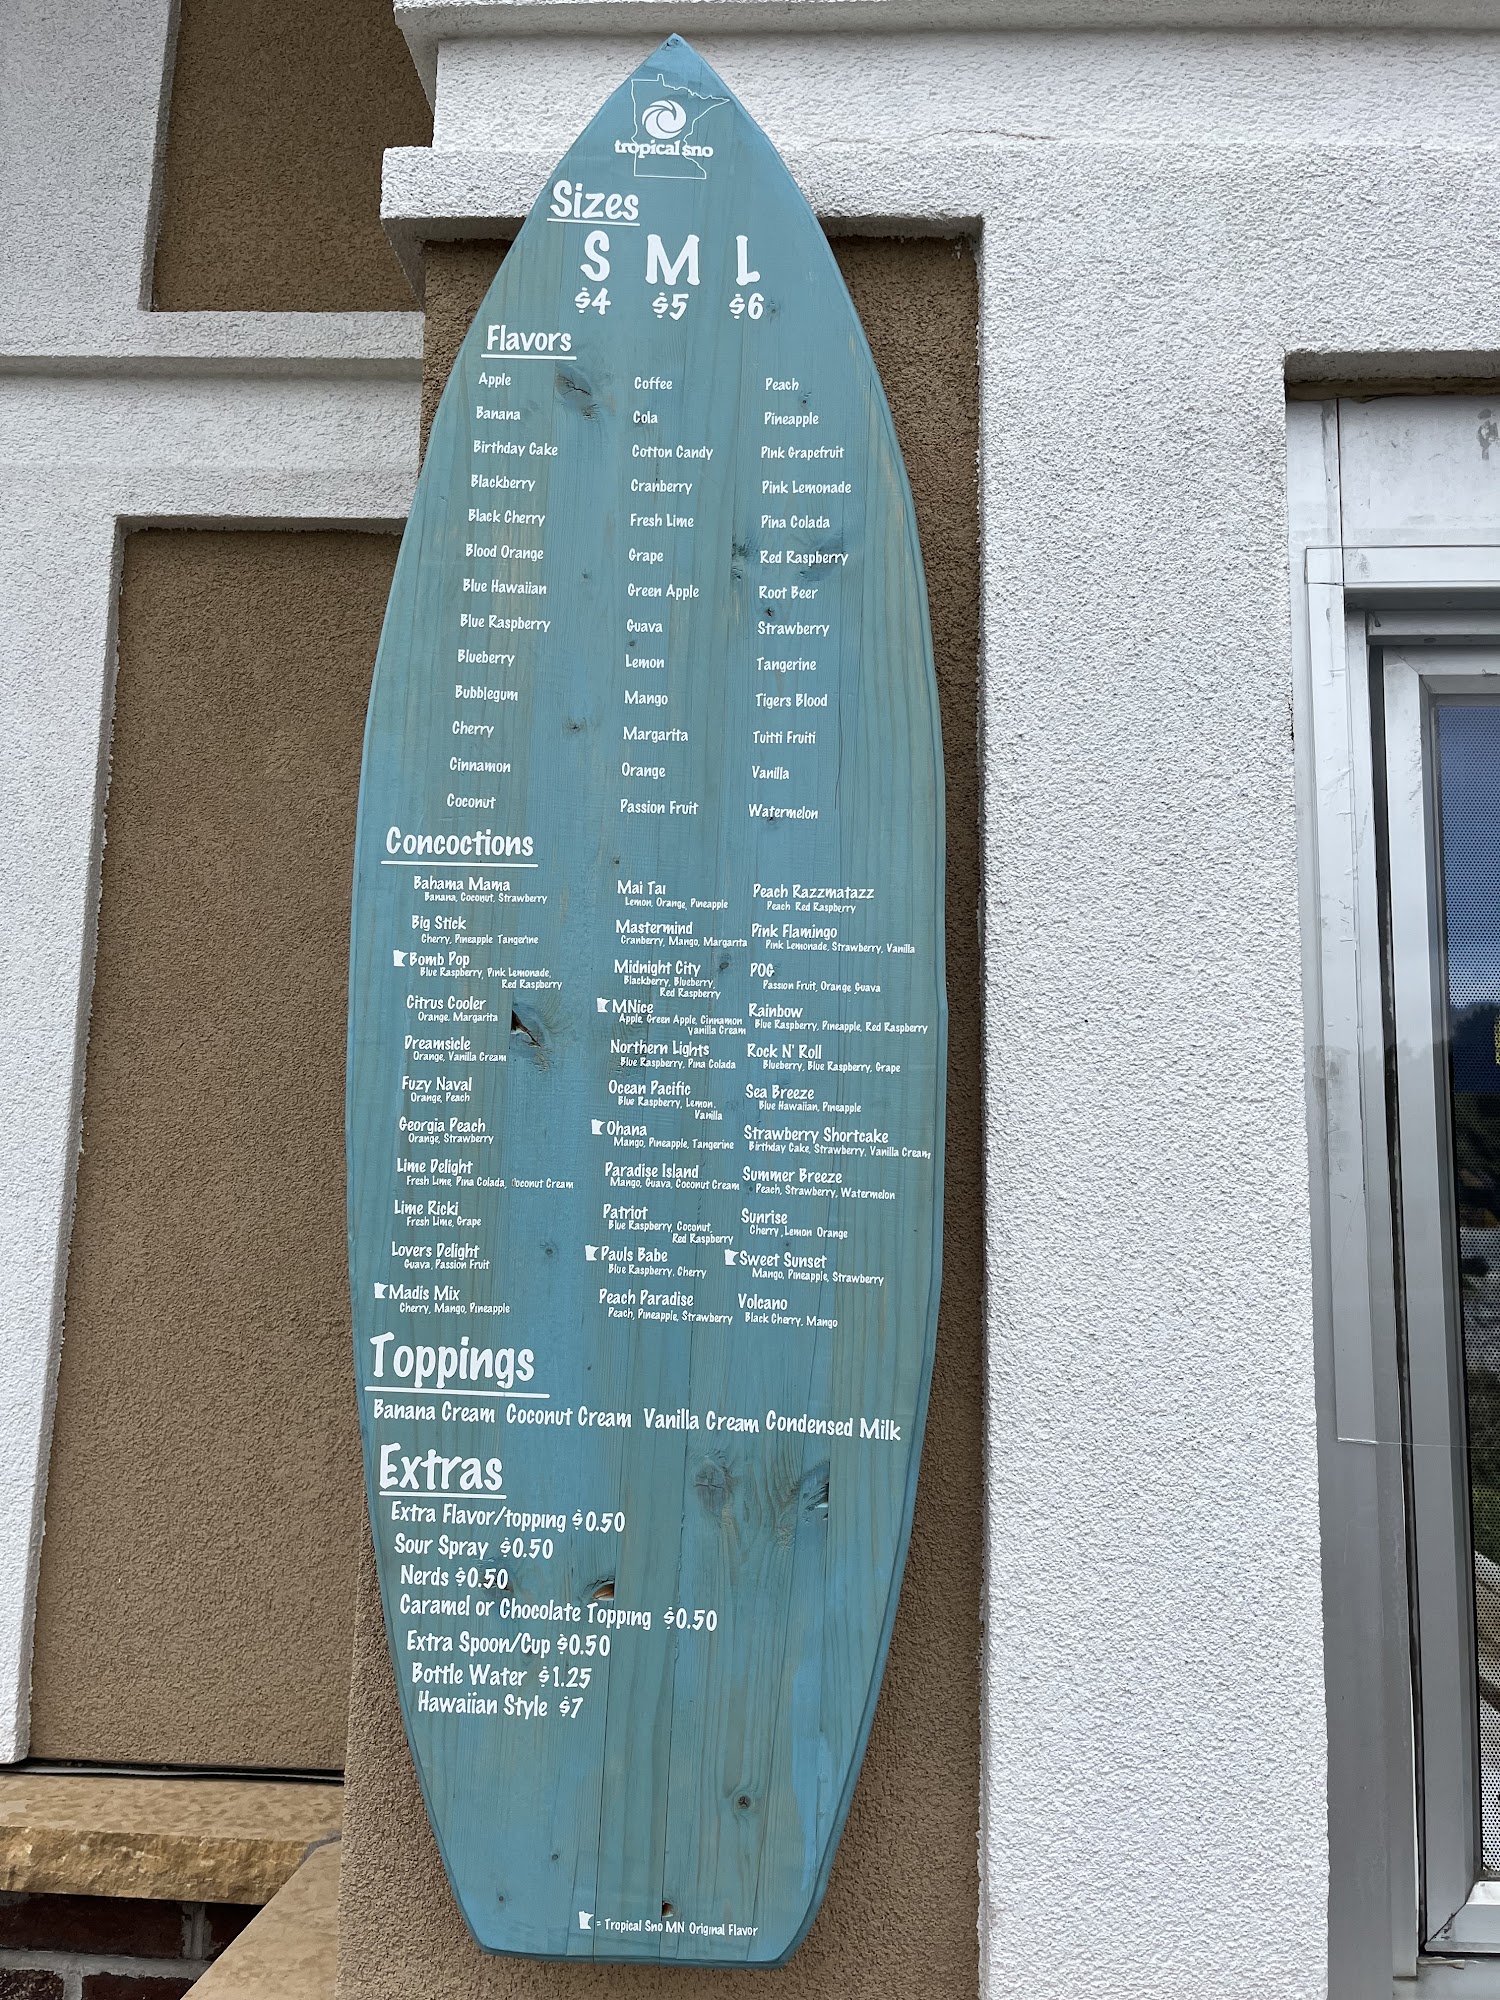 tropical sno
Sizes
S M L
$4 $5 $6
Flavors
Apple
Banana
Birthday Cake
Blackberry
Black Cherry
Blood Orange
Blue Hawaiian
Blue Raspberry
Blueberry
Bubblegum
Cherry
Cinnamon
Coconut
Coffee
Cola
Cotton Candy
Cranberry
Fresh Lime
Grape
Green Apple
Guava
Lemon
Mango
Margarita
Orange
Passion Fruit
Peach
Pineapple
Pink Grapefruit
Pink Lemonade
Pina Colada
Red Raspberry
Root Beer
Strawberry
Tangerine
Tigers Blood
Tuitti Fruiti
Vanilla
Watermelon
Concoctions
Bahama Mama
Banana, Coconut, Strawberry
Big Stick
Cherry, Pineapple Tangerine
Bomb Pop
Blue Raspberry, Pink Lemonade,
Red Raspberry
Citrus Cooler
Orange, Margarita
Dreamsicle
Orange, Vanilla Cream
Fuzy Naval
Orange, Peach
Georgia Peach
Orange, Strawberry
Lime Delight
Fresh Lime, Pina Colada, Coconut Cream
Lime Ricki
Fresh Lime, Grape
Lovers Delight
Guava, Passion Fruit
Madis Mix
Cherry, Mango, Pineapple
Mai Tai
Lemon, Orange, Pineapple
Mastermind
Cranberry, Mango, Margarita
Midnight City
Blackberry, Blueberry,
Red Raspberry
MNice
Apple, Green Apple, Cinnamon
Vanilla Cream
Northern Lights
Blue Raspberry, Pina Colada
Ocean Pacific
Blue Raspberry, Lemon,
Vanilla
Ohana
Mango, Pineapple, Tangerine
Paradise Island
Mango, Guava, Coconut Cream
Patriot
Blue Raspberry, Coconut,
Red Raspberry
Pauls Babe
Blue Raspberry, Cherry
Peach Paradise
Peach, Pineapple, Strawberry
Peach Razzmatazz
Peach Red Raspberry
Pink Flamingo
Pink Lemonade, Strawberry, Vanilla
POG
Passion Fruit, Orange, Guava
Rainbow
Blue Raspberry, Pineapple, Red Raspberry
Rock N' Roll
Blueberry, Blue Raspberry, Grape
Sea Breeze
Blue Hawaiian, Pineapple
Strawberry Shortcake
Birthday Cake, Strawberry, Vanilla Cream
Summer Breeze
Peach, Strawberry, Watermelon
Sunrise
Cherry, Lemon Orange
Sweet Sunset
Mango, Pineapple, Strawberry
Volcano
Black Cherry, Mango
Toppings
Banana Cream Coconut Cream Vanilla Cream Condensed Milk
Extras
Extra Flavor/topping $0.50
Sour Spray $0.50
Nerds $0.50
Caramel or Chocolate Topping $0.50
Extra Spoon/Cup $0.50
Bottle Water $1.25
Hawaiian Style $7
= Tropical Sno MN Original Flavor